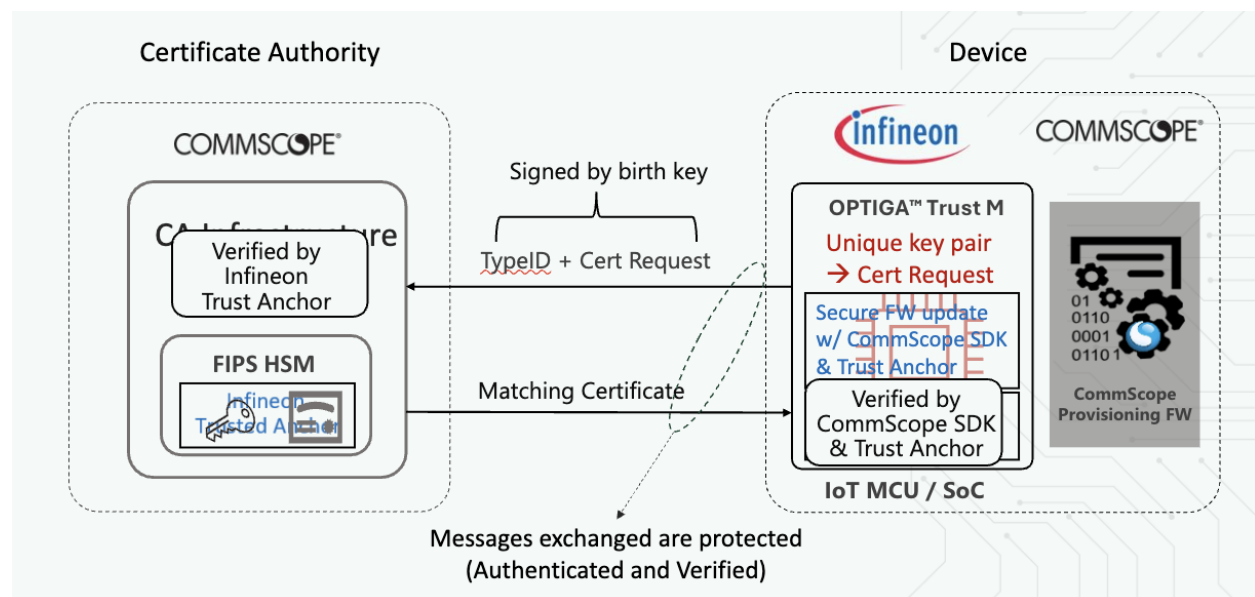 Certificate Authority
Device
COMMSCOPE®
infineon
COMMSCOPE®
Signed by birth key
TypeID + Cert Request
CA Infrastructure
Verified by
Infineon
Trust Anchor
FIPS HSM
Infineon
Trusted Anchor
Matching Certificate
OPTIGA™ Trust M
Unique key pair
→ Cert Request
Secure FW update
w/ CommScope SDK
& Trust Anchor
Verified by
CommScope SDK
& Trust Anchor
IoT MCU / SoC
01
0110
0001
01101
CommScope
Provisioning FW
Messages exchanged are protected
(Authenticated and Verified)